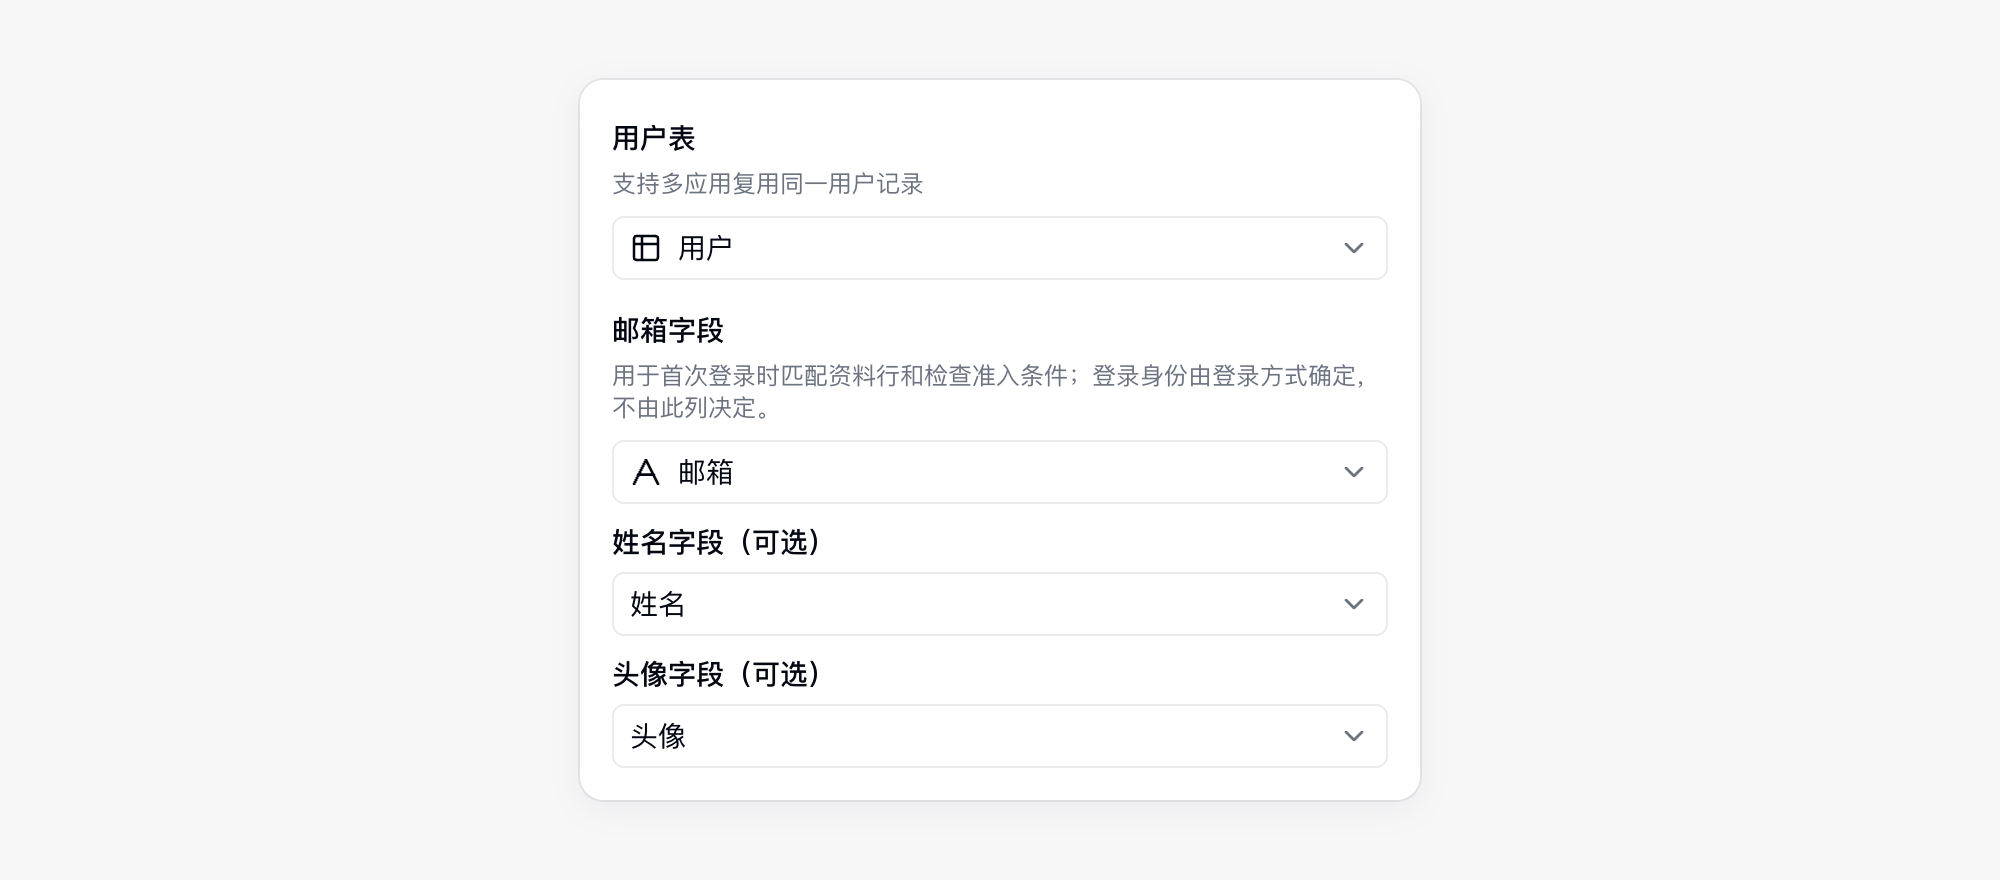 用户表
支持多应用复用同一用户记录
用户
邮箱字段
用于首次登录时匹配资料行和检查准入条件；登录身份由登录方式确定，
不由此列决定。
邮箱
姓名字段（可选）
姓名
头像字段（可选）
头像